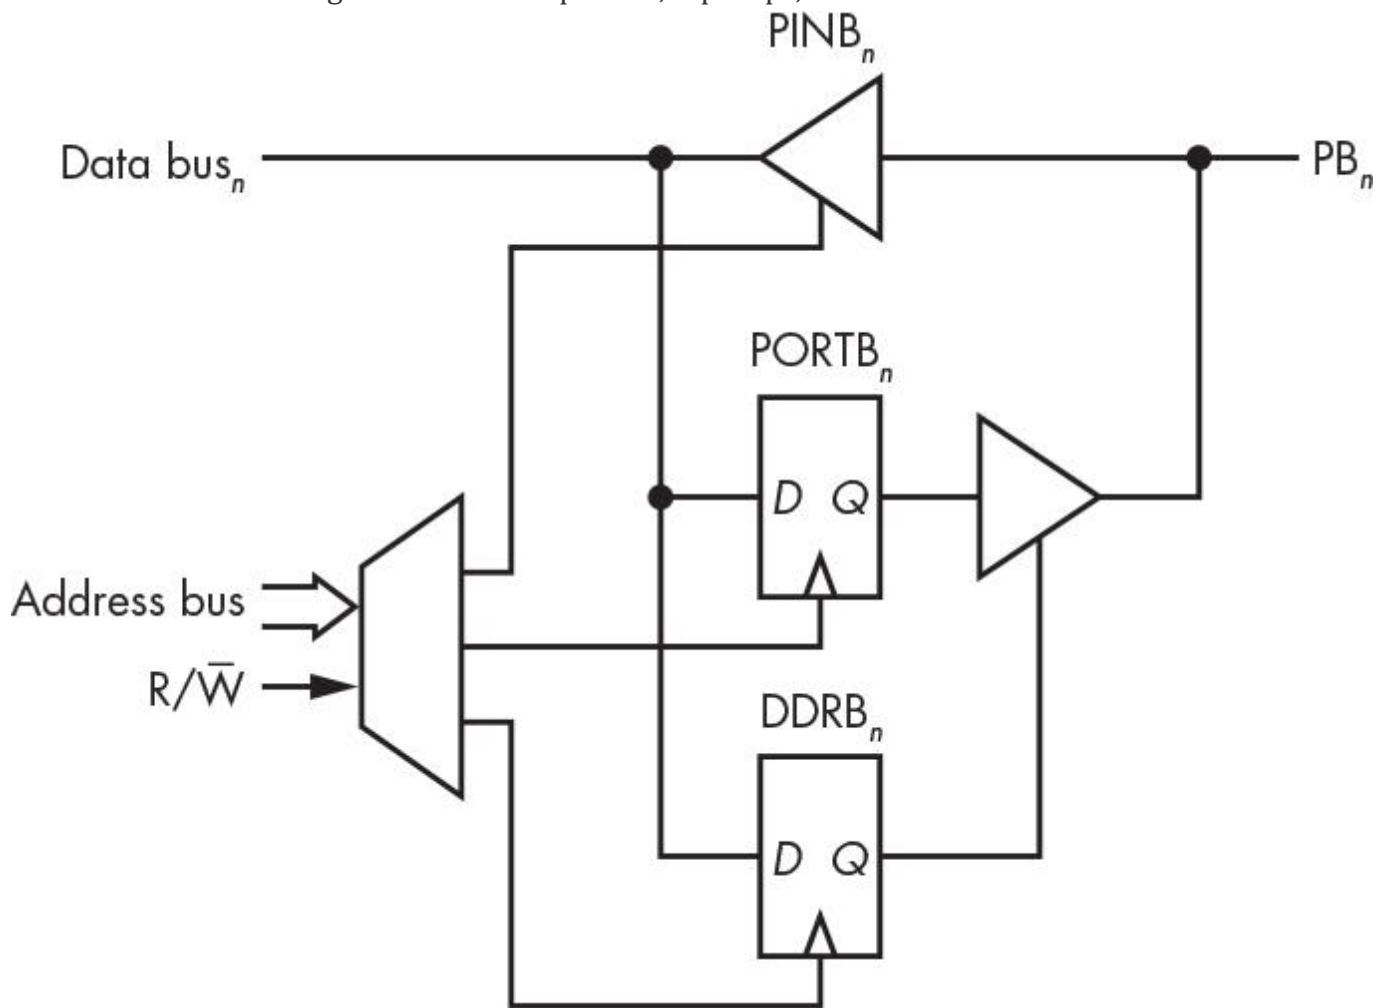 PINBₙ
Data busₙ
PBₙ
PORTBₙ
D Q
Address bus
R/W̅
DDRBₙ
D Q